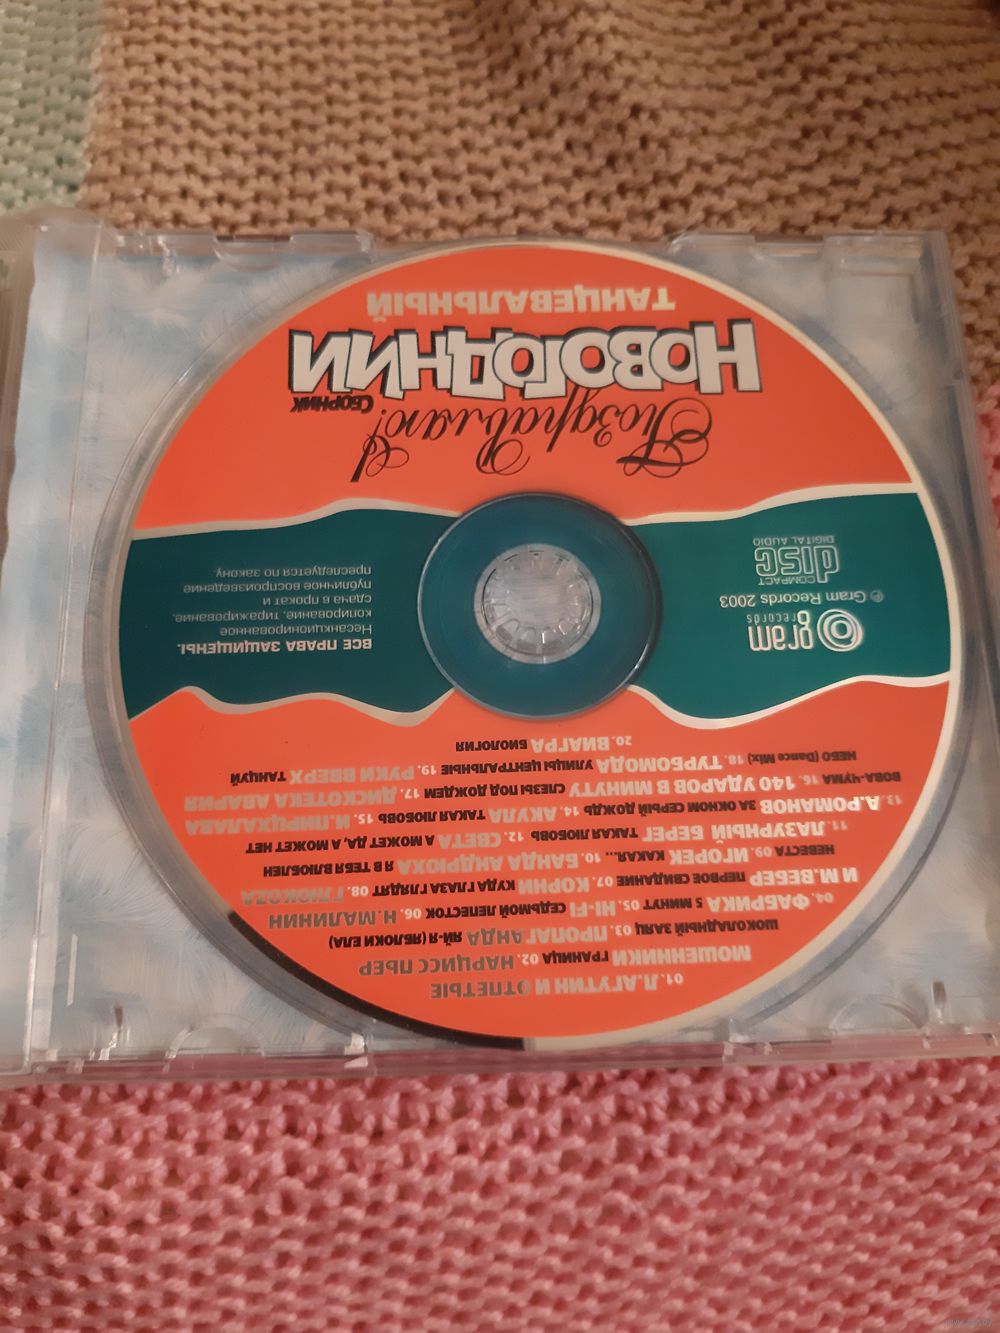 01. Л.АГУТИН И ОТПЕТЫЕ
МОШЕННИКИ ГРАНИЦА 02. НАРЦИСС ПЬЕР
ШОКОЛАДНЫЙ ЗАЯЦ 03. ПРОПАГАНДА ЯЙ-Я (ЯБЛОКИ ЕЛА)
04. ФАБРИКА 5 МИНУТ 05. HI-FI СЕДЬМОЙ ЛЕПЕСТОК 06. Н.МАЛИНИН
И М.ВЕБЕР ПЕРВОЕ СВИДАНИЕ 07. КОРНИ КУДА ГЛАЗА ГЛЯДЯТ 08. ГЛЮКОZА
НЕВЕСТА 09. ИГОРЕК КАКАЯ... 10. БАНДА АНДРЮХА Я В ТЕБЯ ВЛЮБЛЕН
11. ЛАЗУРНЫЙ БЕРЕГ ТАКАЯ ЛЮБОВЬ 12. СВЕТА А МОЖЕТ ДА, А МОЖЕТ НЕТ
13. А.РОМАНОВ ЗА ОКНОМ СЕРЫЙ ДОЖДЬ 14. АКУЛА ТАКАЯ ЛЮБОВЬ 15. И.ПИРЦХАЛАВА
ВОВА-ЧУМА 16. 140 УДАРОВ В МИНУТУ СЛЕЗЫ ПОД ДОЖДЕМ 17. ДИСКОТЕКА АВАРИЯ
НЕБО (Dance Mix) 18. ТУРБОМОДА УЛИЦЫ ЦЕНТРАЛЬНЫЕ 19. РУКИ ВВЕРХ ТАНЦУЙ
20. ВИАГРА БИОЛОГИЯ
ВСЕ ПРАВА ЗАЩИЩЕНЫ.
Несанкционированное
копирование, тиражирование,
сдача в прокат и
публичное воспроизведение
преследуется по закону.
gram
records
℗ Gram Records 2003
COMPACT
disc
DIGITAL AUDIO
Поздравляю!
СБОРНИК
НОВОГОДНИЙ
ТАНЦЕВАЛЬНЫЙ